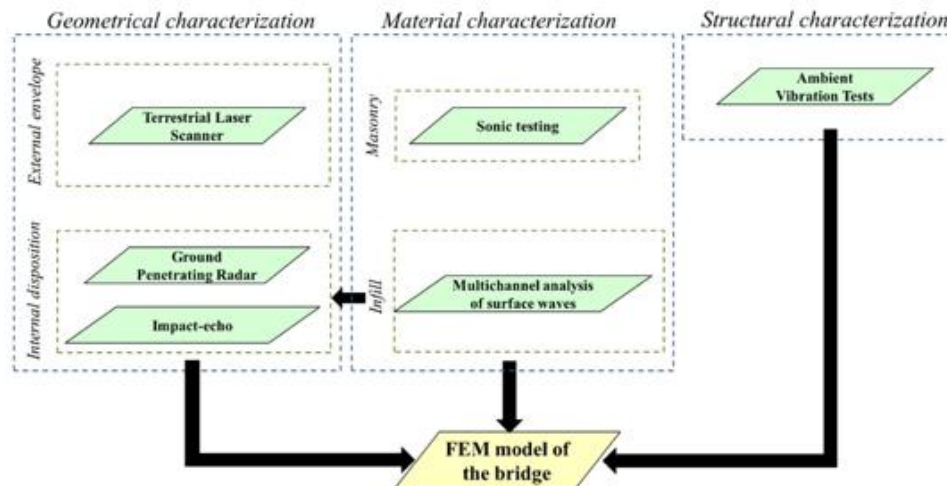 Geometrical characterization
Material characterization
Structural characterization
External envelope
Terrestrial Laser
Scanner
Masonry
Sonic testing
Ambient
Vibration Tests
Internal disposition
Ground
Penetrating Radar
Impact-echo
Infill
Multichannel analysis
of surface waves
FEM model of
the bridge